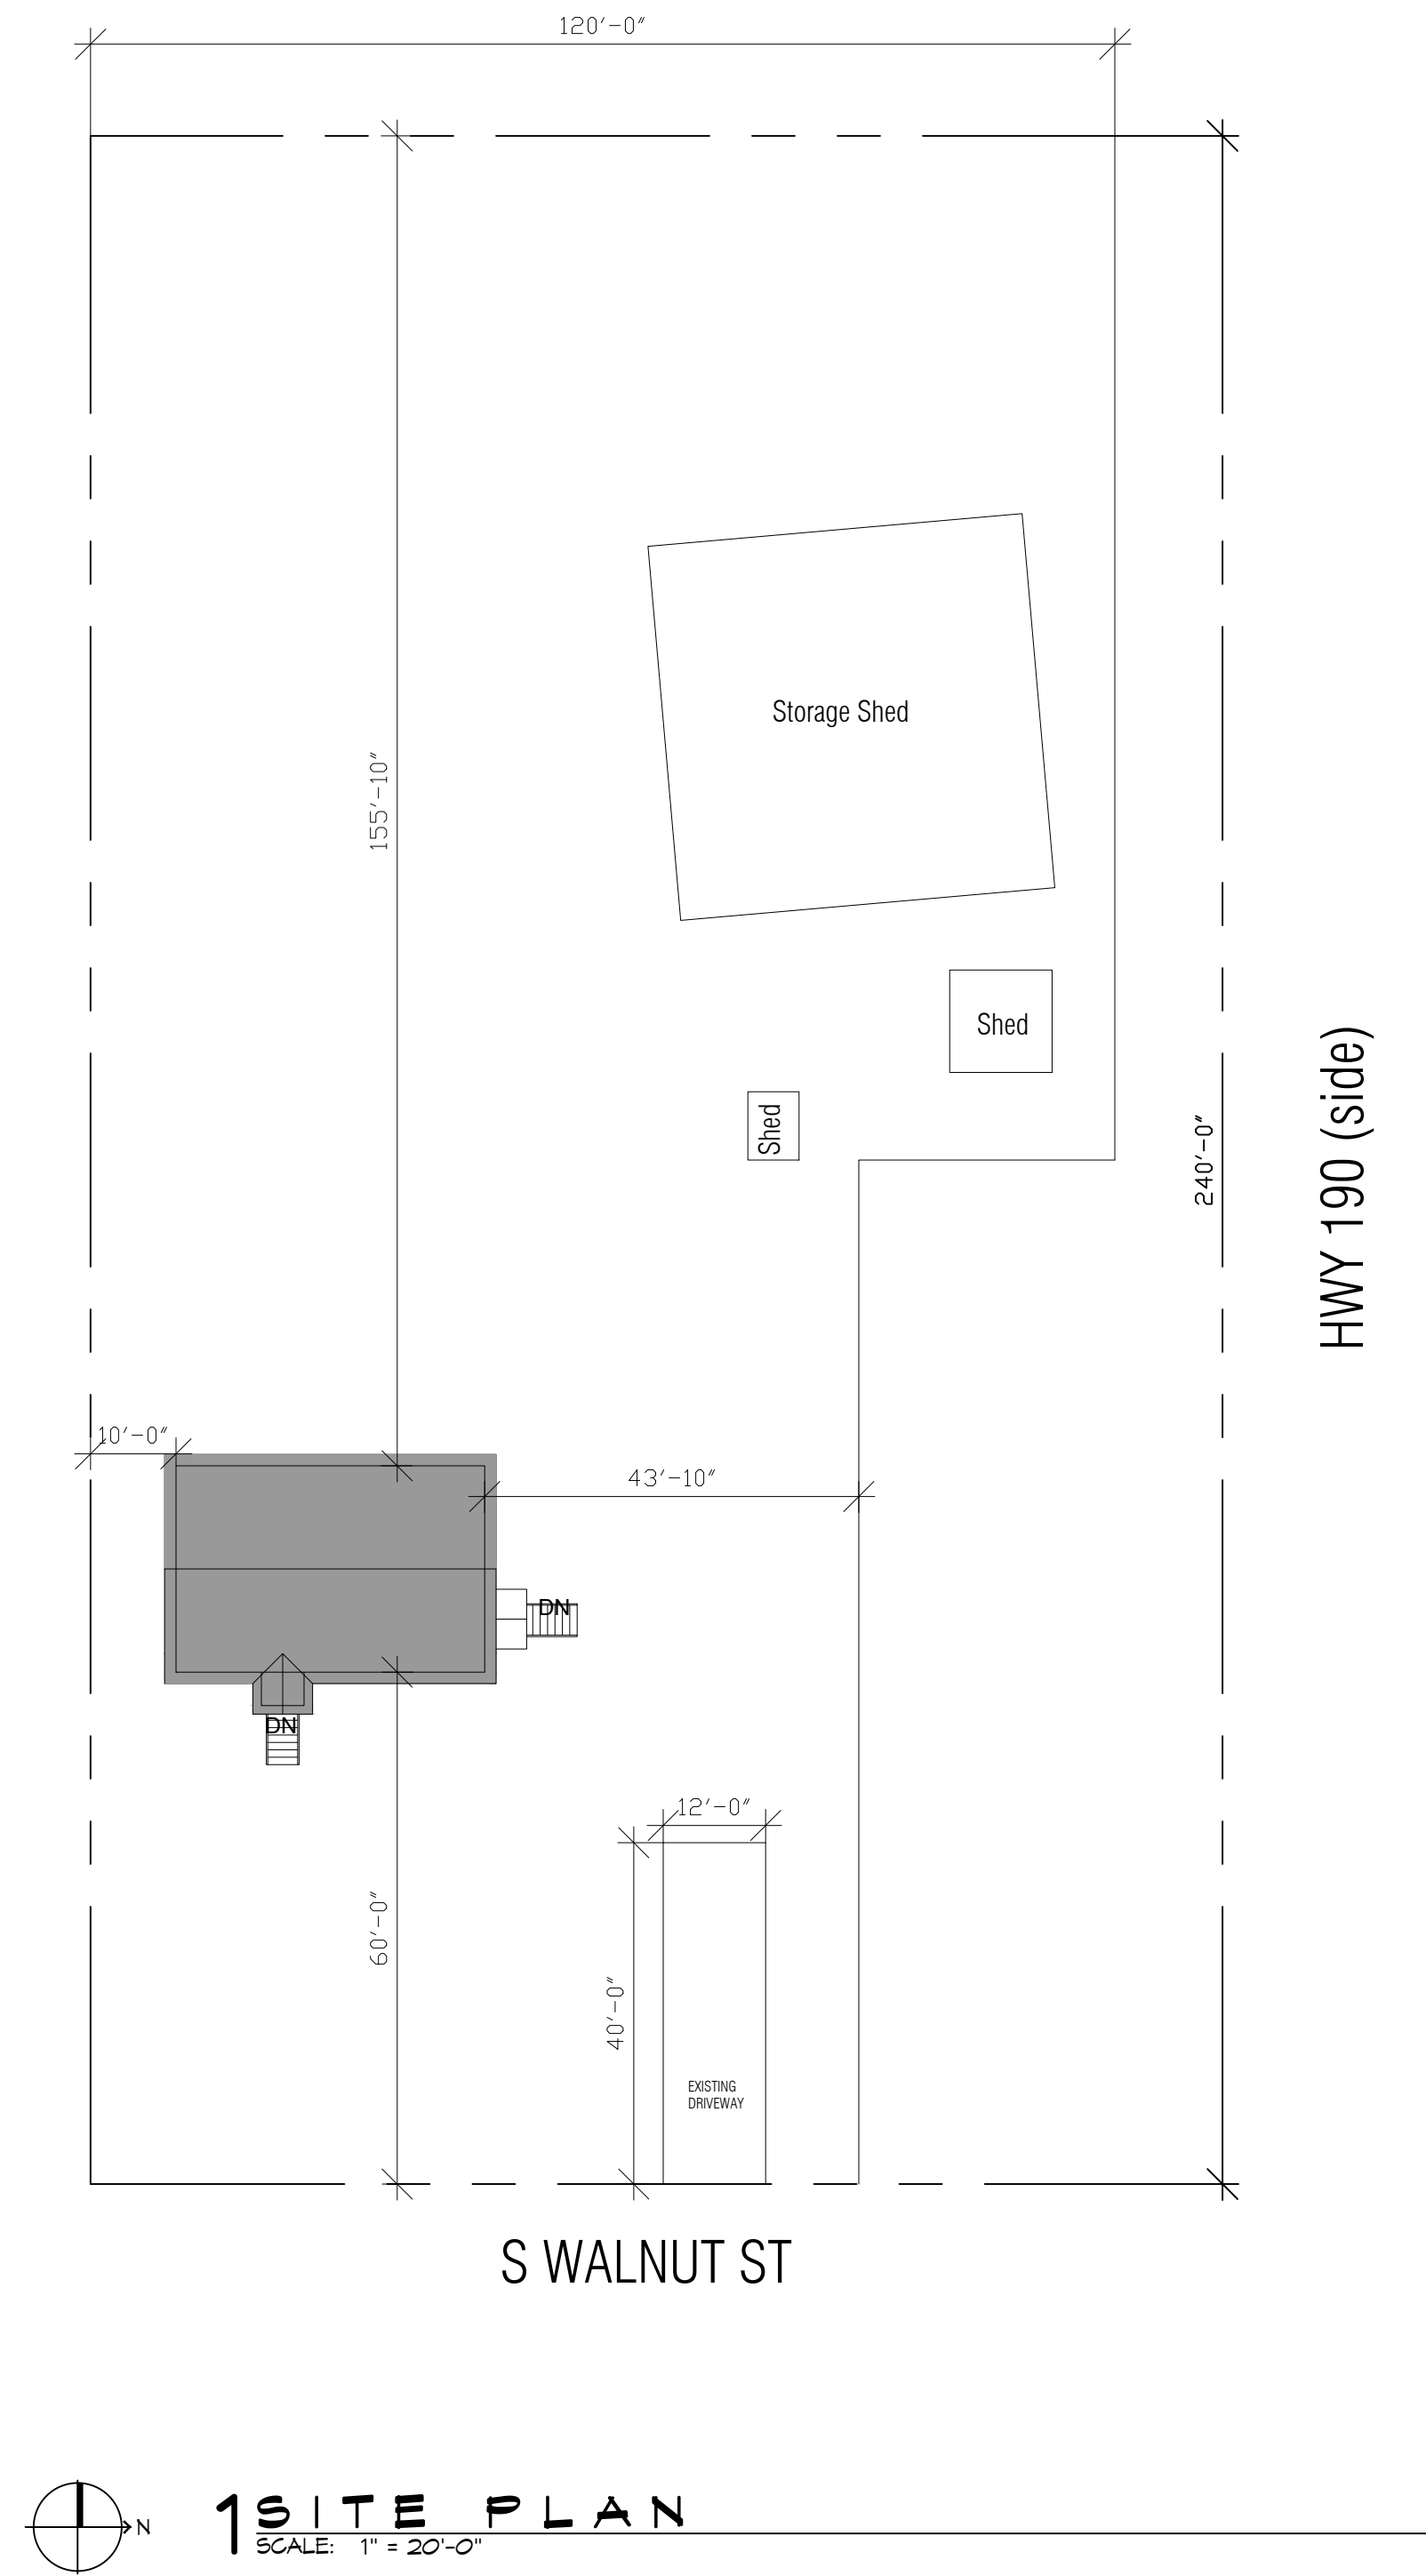 120'-0"
155'-10"
Storage Shed
Shed
Shed
240'-0"
HWY 190 (side)
10'-0"
43'-10"
DN
DN
12'-0"
60'-0"
40'-0"
EXISTING
DRIVEWAY
S WALNUT ST
N
1 SITE PLAN
SCALE: 1" = 20'-0"